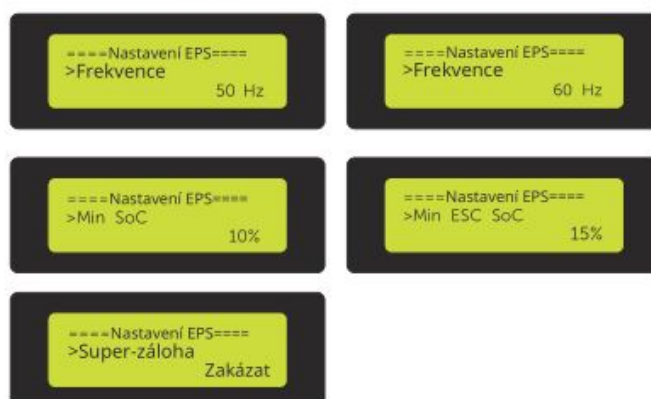 ====Nastavení EPS====
>Frekvence
50 Hz
====Nastavení EPS====
>Frekvence
60 Hz
====Nastavení EPS====
>Min SoC
10%
====Nastavení EPS====
>Min ESC SoC
15%
====Nastavení EPS====
>Super-záloha
Zakázat